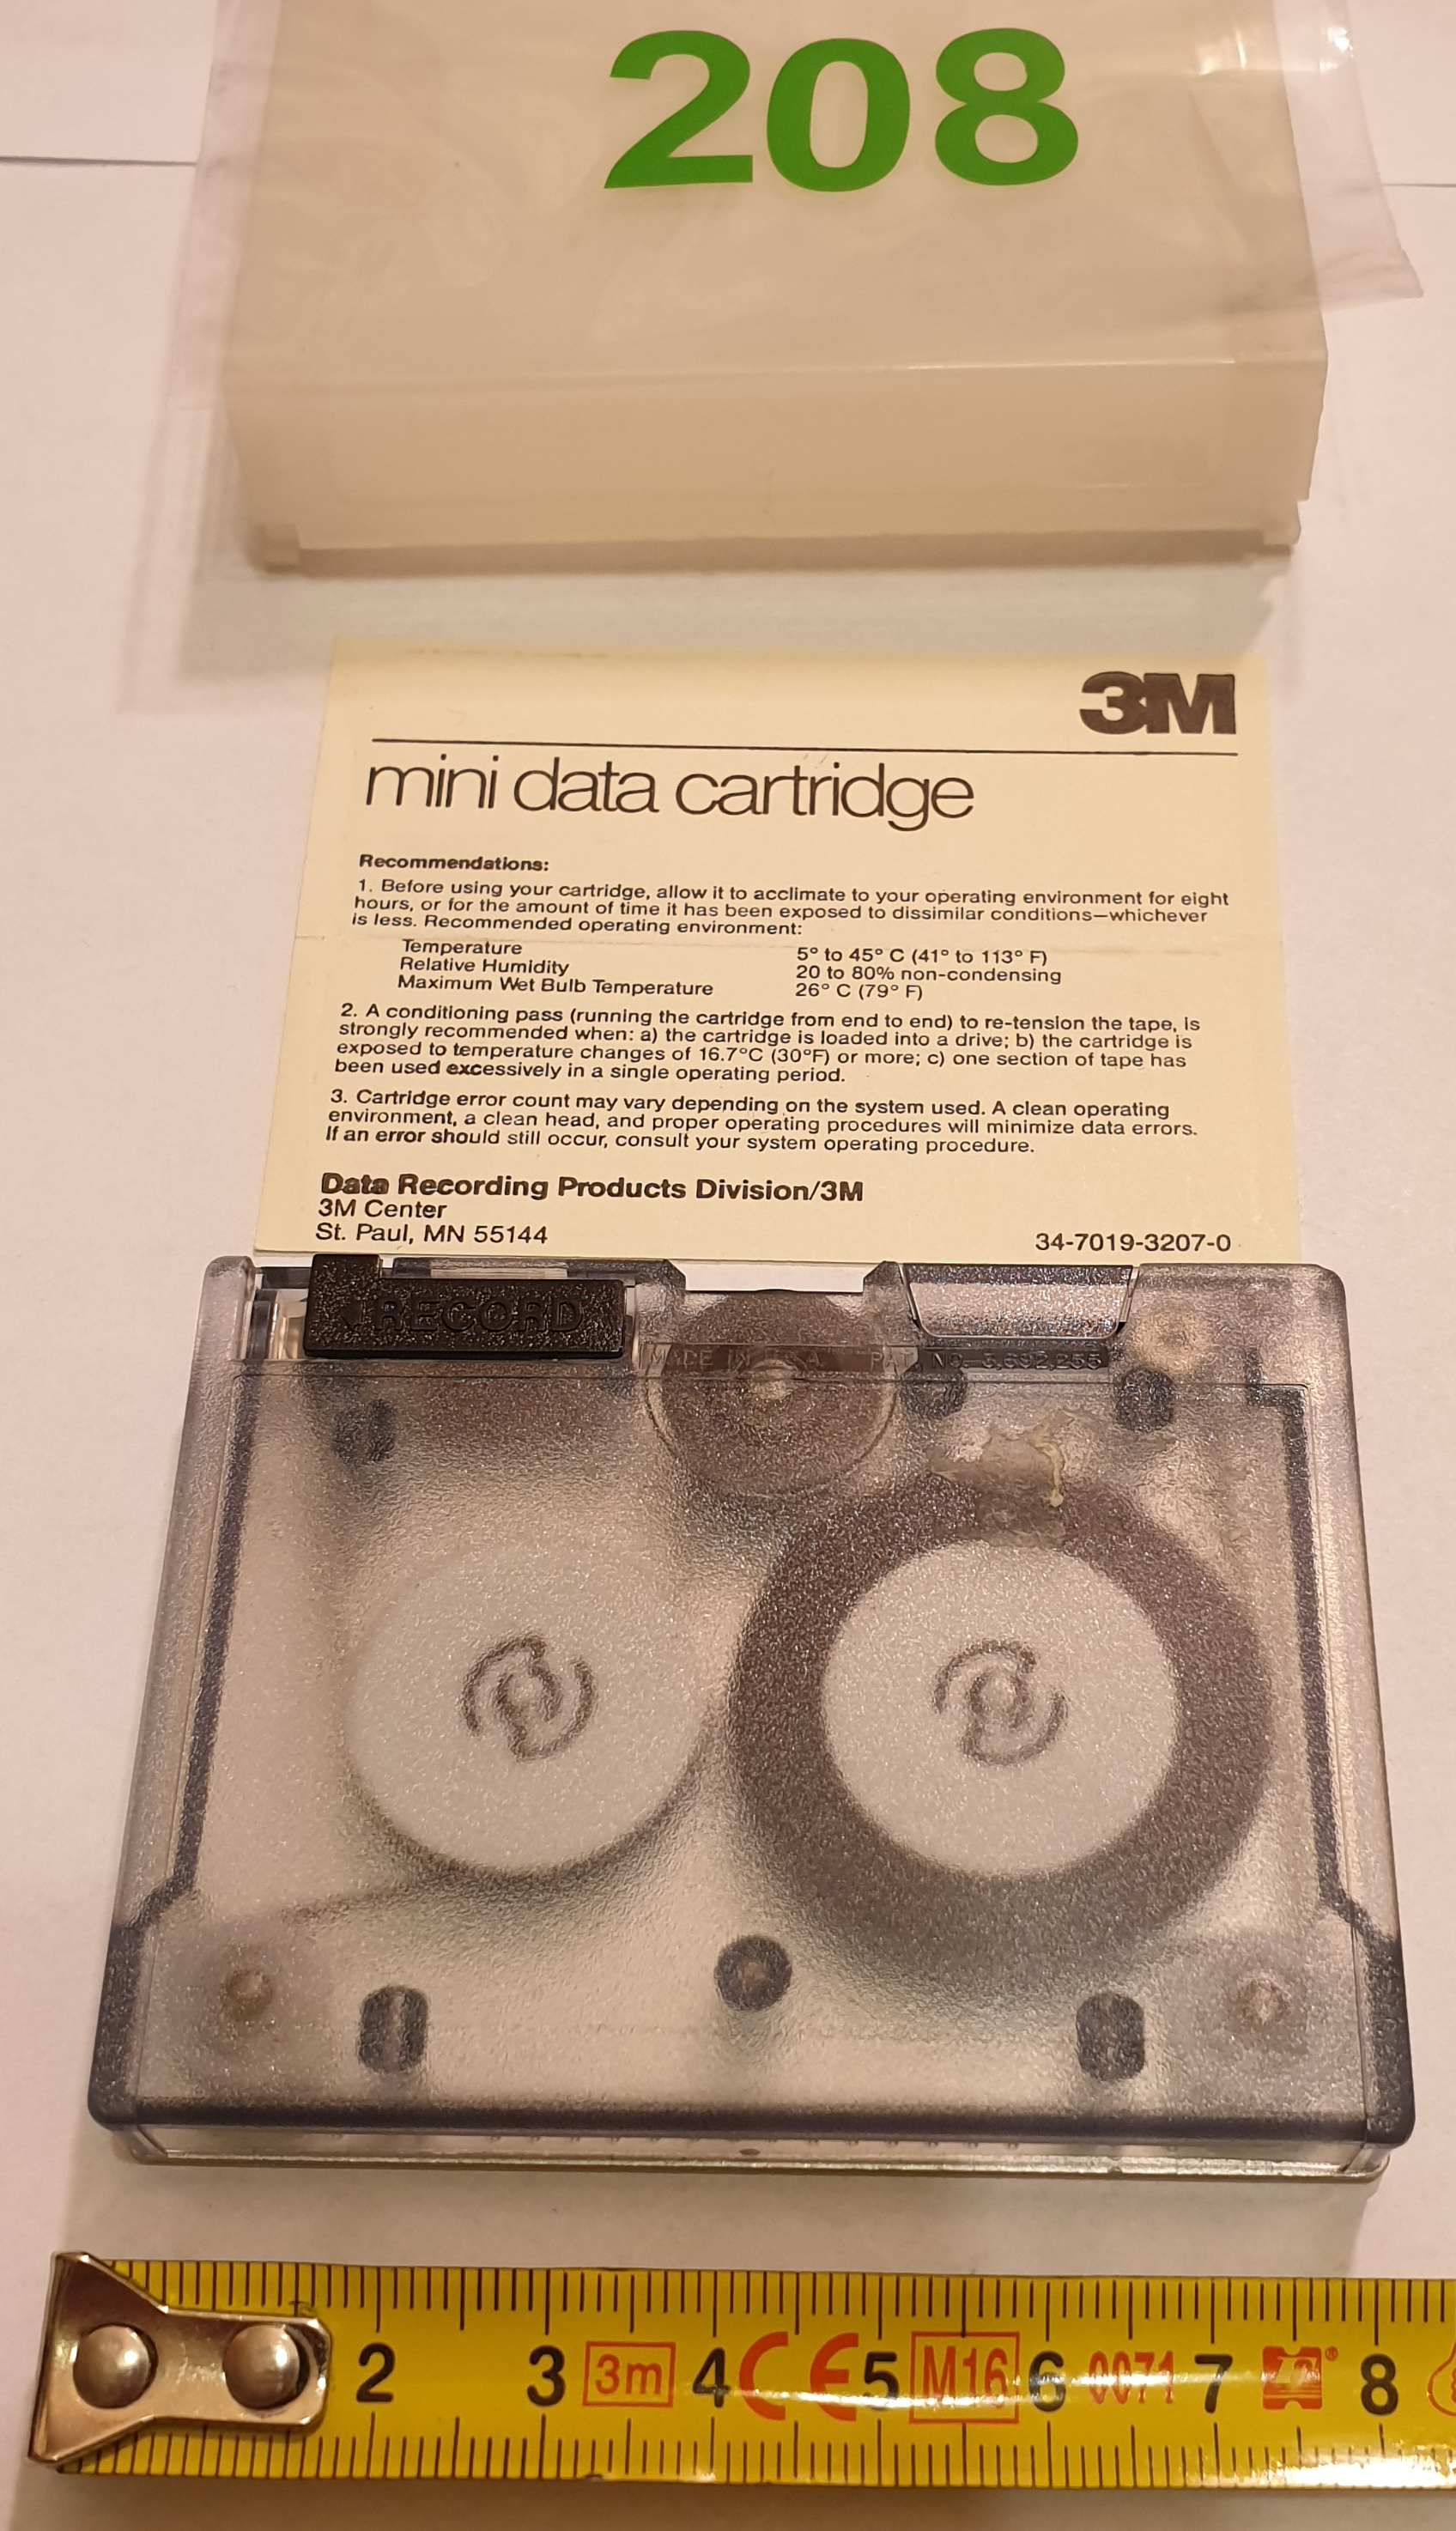 208
3M
mini data cartridge
Recommendations:
1. Before using your cartridge, allow it to acclimate to your operating environment for eight
hours, or for the amount of time it has been exposed to dissimilar conditions—whichever
is less. Recommended operating environment:
Temperature 5° to 45° C (41° to 113° F)
Relative Humidity 20 to 80% non-condensing
Maximum Wet Bulb Temperature 26° C (79° F)
2. A conditioning pass (running the cartridge from end to end) to re-tension the tape, is
strongly recommended when: a) the cartridge is loaded into a drive; b) the cartridge is
exposed to temperature changes of 16.7°C (30°F) or more; c) one section of tape has
been used excessively in a single operating period.
3. Cartridge error count may vary depending on the system used. A clean operating
environment, a clean head, and proper operating procedures will minimize data errors.
If an error should still occur, consult your system operating procedure.
Data Recording Products Division/3M
3M Center
St. Paul, MN 55144 34-7019-3207-0
RECORD
MADE IN U.S.A. PAT. NO. 3,692,255
2 3 3m 4 CE 5 M16 6 0071 7 8